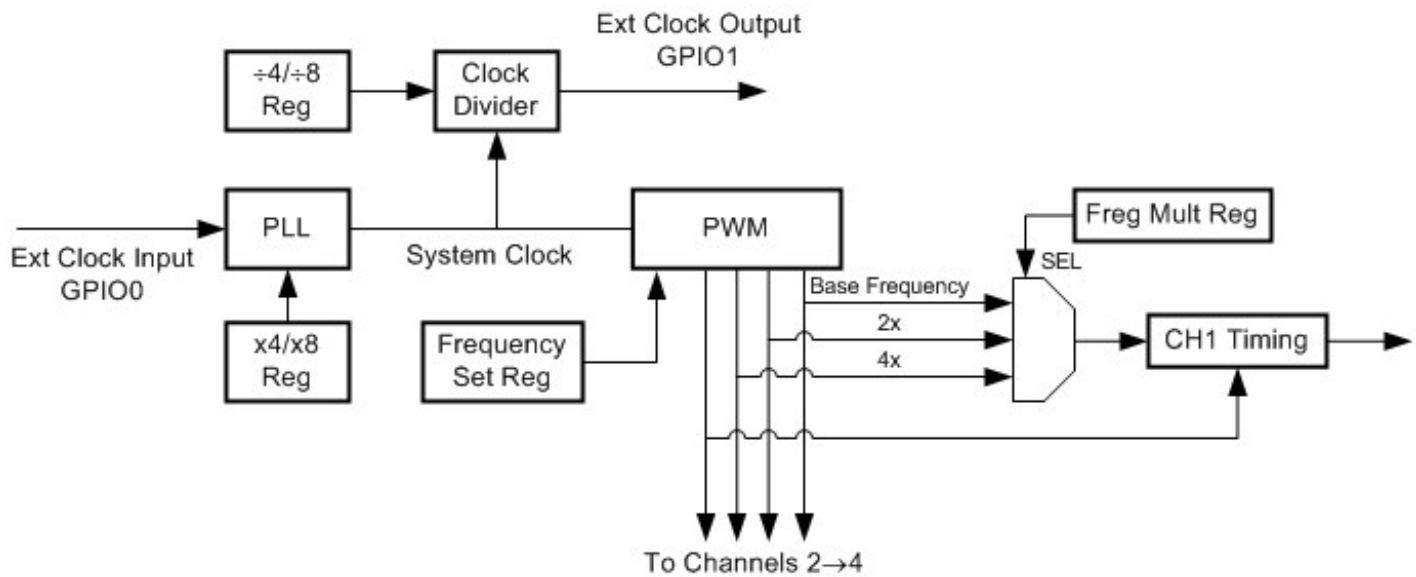 Ext Clock Output
GPIO1
÷4/÷8
Reg
Clock
Divider
PLL
PWM
Freg Mult Reg
Ext Clock Input
GPIO0
System Clock
SEL
Base Frequency
x4/x8
Reg
Frequency
Set Reg
2x
4x
CH1 Timing
To Channels 2→4